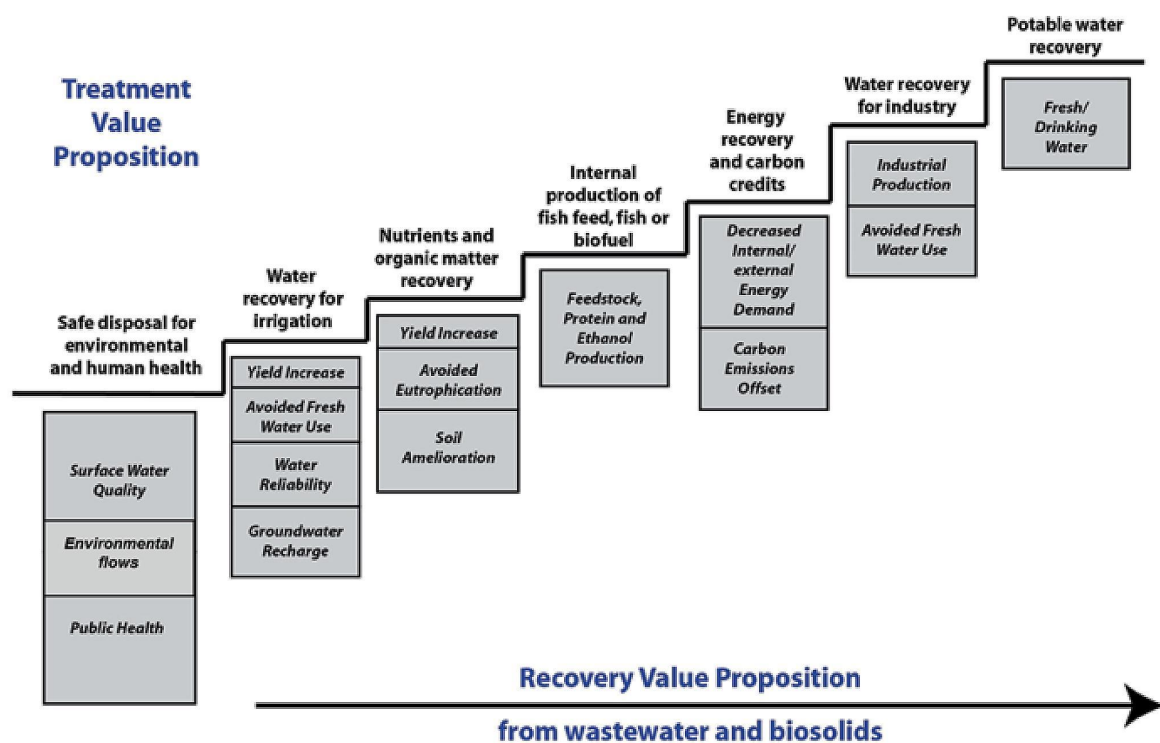 Treatment
Value
Proposition
Safe disposal for
environmental
and human health
Surface Water
Quality
Environmental
flows
Public Health
Water
recovery for
irrigation
Yield Increase
Avoided Fresh
Water Use
Water
Reliability
Groundwater
Recharge
Nutrients and
organic matter
recovery
Yield Increase
Avoided
Eutrophication
Soil
Amelioration
Internal
production of
fish feed, fish or
biofuel
Feedstock,
Protein and
Ethanol
Production
Energy
recovery
and carbon
credits
Decreased
Internal/
external
Energy
Demand
Carbon
Emissions
Offset
Water recovery
for industry
Industrial
Production
Avoided Fresh
Water Use
Potable water
recovery
Fresh/
Drinking
Water
Recovery Value Proposition
from wastewater and biosolids